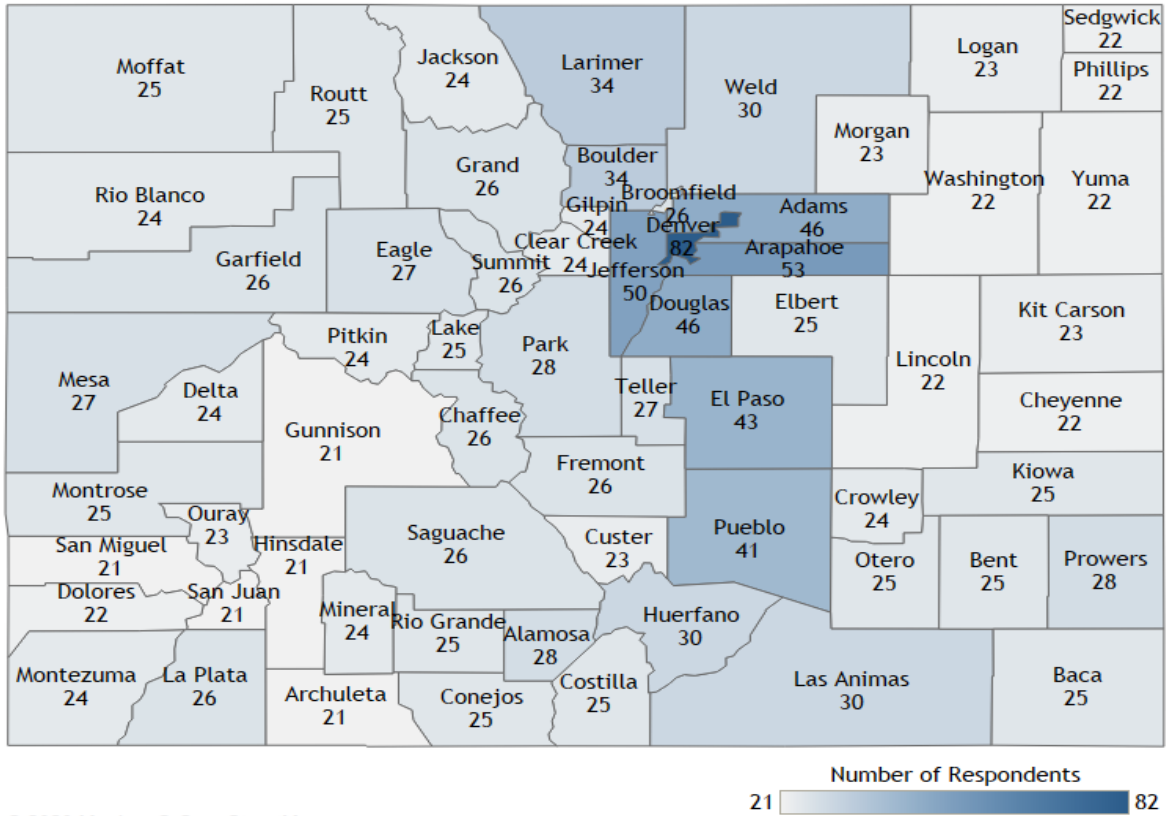 Sedgwick
22
Moffat
25
Routt
25
Jackson
24
Larimer
34
Weld
30
Logan
23
Phillips
22
Morgan
23
Washington
22
Yuma
22
Rio Blanco
24
Grand
26
Boulder
34
Broomfield
26
Gilpin
24
Adams
46
Denver
82
Clear Creek
24
Arapahoe
53
Garfield
26
Eagle
27
Summit
26
Jefferson
50
Douglas
46
Elbert
25
Kit Carson
23
Pitkin
24
Lake
25
Park
28
Lincoln
22
Mesa
27
Delta
24
Teller
27
El Paso
43
Cheyenne
22
Gunnison
21
Chaffee
26
Fremont
26
Kiowa
25
Montrose
25
Ouray
23
Saguache
26
Custer
23
Pueblo
41
Crowley
24
San Miguel
21
Hinsdale
21
Otero
25
Bent
25
Prowers
28
Dolores
22
San Juan
21
Mineral
24
Rio Grande
25
Alamosa
28
Huerfano
30
Montezuma
24
La Plata
26
Archuleta
21
Conejos
25
Costilla
25
Las Animas
30
Baca
25
Number of Respondents
21
82